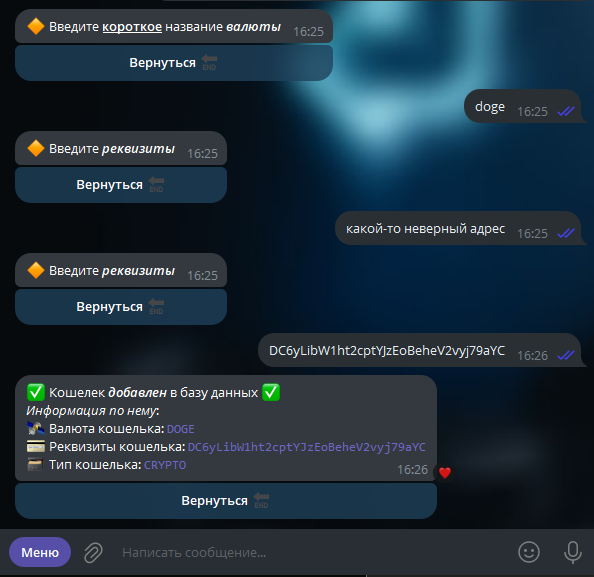 🔶 Введите короткое название валюты 16:25
Вернуться 🔚
doge 16:25
🔶 Введите реквизиты 16:25
Вернуться 🔚
какой-то неверный адрес 16:25
🔶 Введите реквизиты 16:25
Вернуться 🔚
DC6yLibW1ht2cptYJzEoBeheV2vyj79aYC 16:26
✅ Кошелек добавлен в базу данных ✅
Информация по нему:
🛰 Валюта кошелька: DOGE
💳 Реквизиты кошелька: DC6yLibW1ht2cptYJzEoBeheV2vyj79aYC
Тип кошелька: CRYPTO
16:26
Вернуться 🔚
Меню
Написать сообщение...